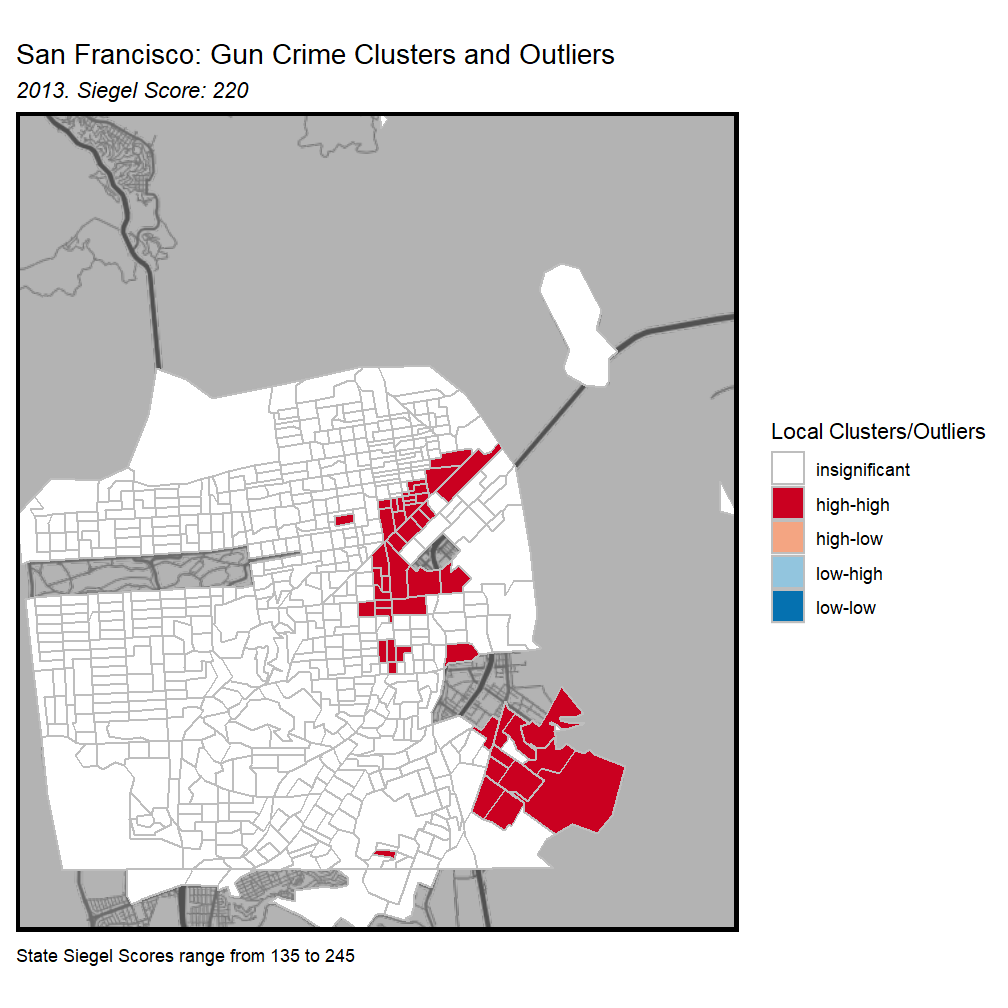 San Francisco: Gun Crime Clusters and Outliers
2013. Siegel Score: 220
Local Clusters/Outliers
insignificant
high-high
high-low
low-high
low-low
State Siegel Scores range from 135 to 245